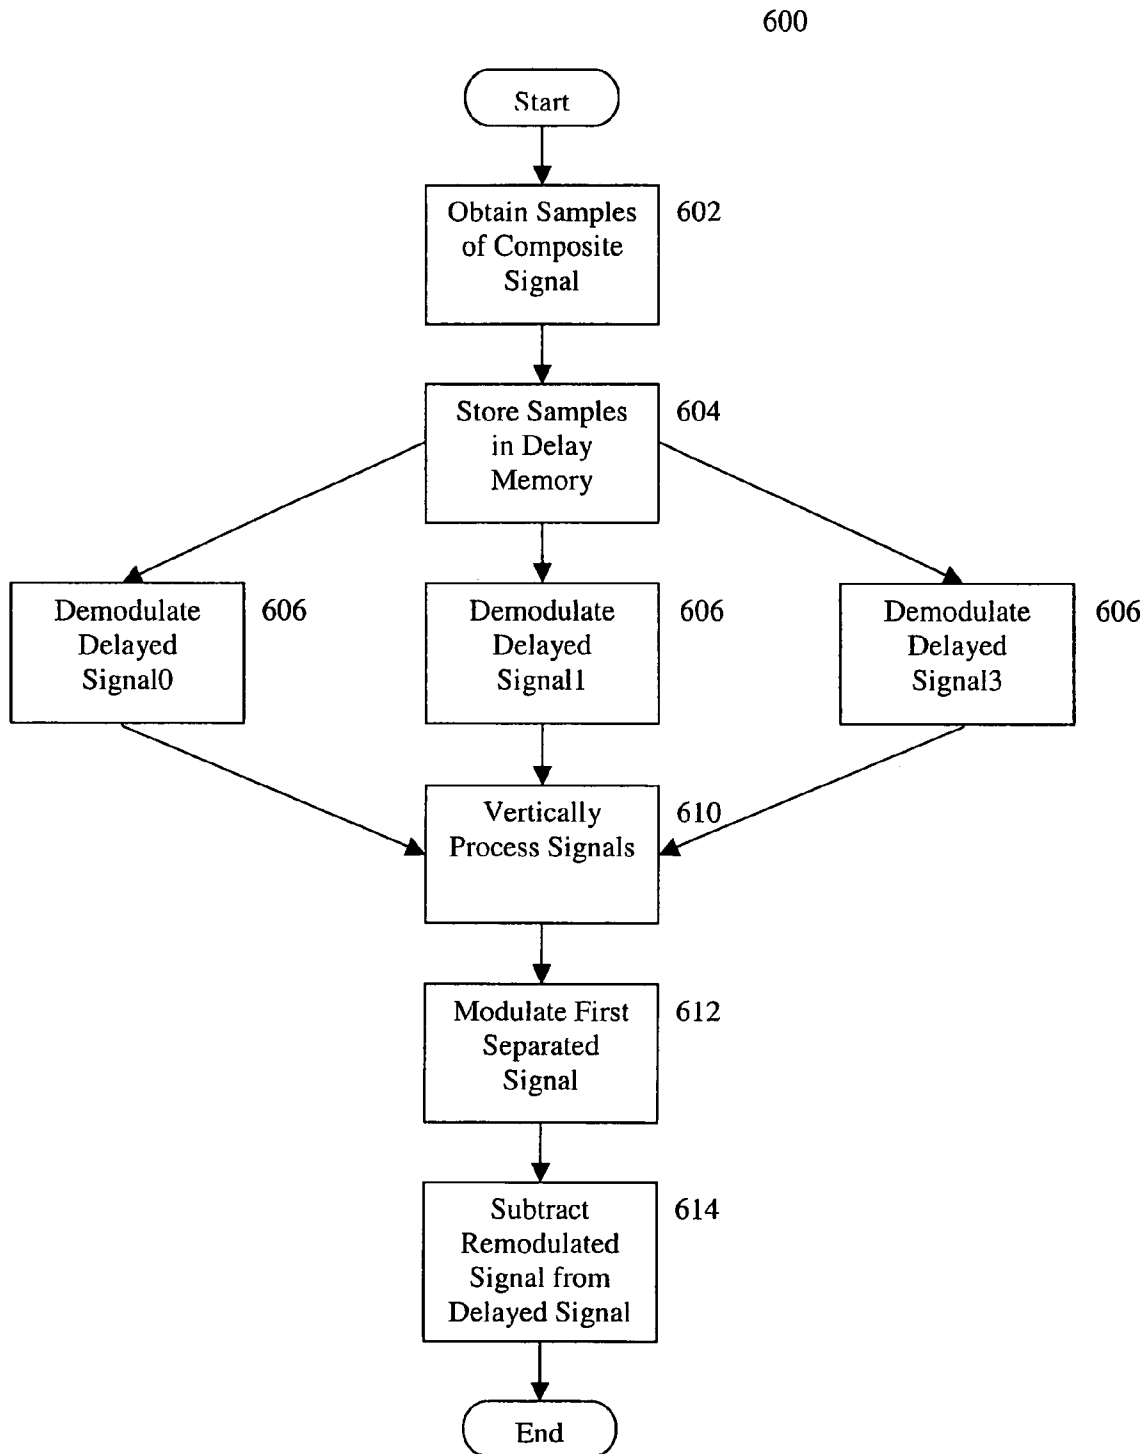 600
Start
Obtain Samples
of Composite
Signal
602
Store Samples
in Delay
Memory
604
Demodulate
Delayed
Signal0
606
Demodulate
Delayed
Signal1
606
Demodulate
Delayed
Signal3
606
Vertically
Process Signals
610
Modulate First
Separated
Signal
612
Subtract
Remodulated
Signal from
Delayed Signal
614
End